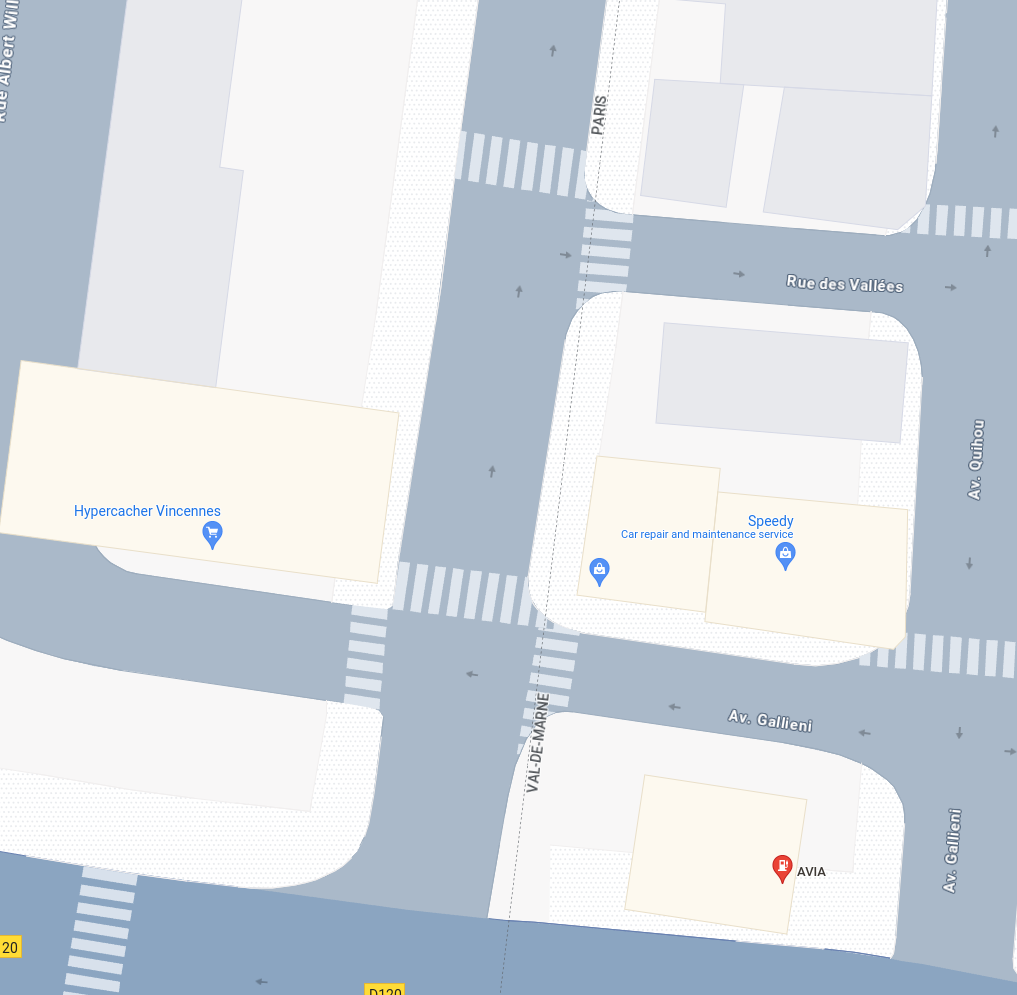 Rue Albert Will
PARIS
Rue des Vallées
Av. Quihou
Hypercacher Vincennes
Speedy
Car repair and maintenance service
VAL-DE-MARNE
Av. Gallieni
Av. Gallieni
AVIA
20
D120